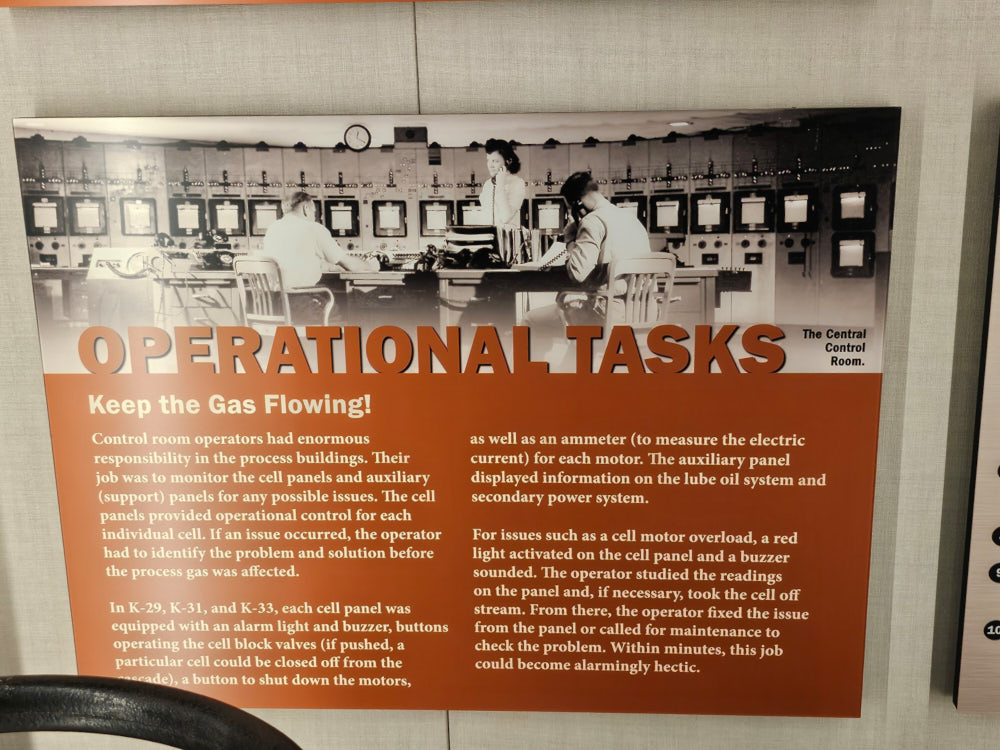 OPERATIONAL TASKS
The Central
Control
Room.
Keep the Gas Flowing!
Control room operators had enormous
responsibility in the process buildings. Their
job was to monitor the cell panels and auxiliary
(support) panels for any possible issues. The cell
panels provided operational control for each
individual cell. If an issue occurred, the operator
had to identify the problem and solution before
the process gas was affected.
In K-29, K-31, and K-33, each cell panel was
equipped with an alarm light and buzzer, buttons
operating the cell block valves (if pushed, a
particular cell could be closed off from the
cascade), a button to shut down the motors,
as well as an ammeter (to measure the electric
current) for each motor. The auxiliary panel
displayed information on the lube oil system and
secondary power system.
For issues such as a cell motor overload, a red
light activated on the cell panel and a buzzer
sounded. The operator studied the readings
on the panel and, if necessary, took the cell off
stream. From there, the operator fixed the issue
from the panel or called for maintenance to
check the problem. Within minutes, this job
could become alarmingly hectic.
9
10